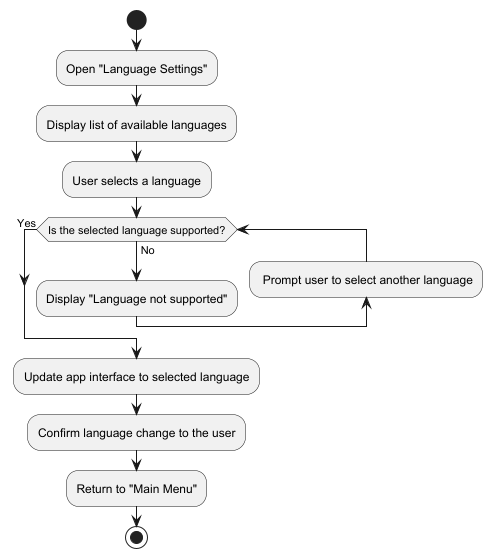 Open "Language Settings"
Display list of available languages
User selects a language
Yes
Is the selected language supported?
No
Prompt user to select another language
Display "Language not supported"
Update app interface to selected language
Confirm language change to the user
Return to "Main Menu"